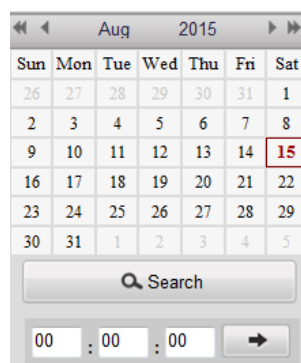 Aug 2015
Sun Mon Tue Wed Thu Fri Sat
26 27 28 29 30 31 1
2 3 4 5 6 7 8
9 10 11 12 13 14 15
16 17 18 19 20 21 22
23 24 25 26 27 28 29
30 31 1 2 3 4 5
Search
00 : 00 : 00